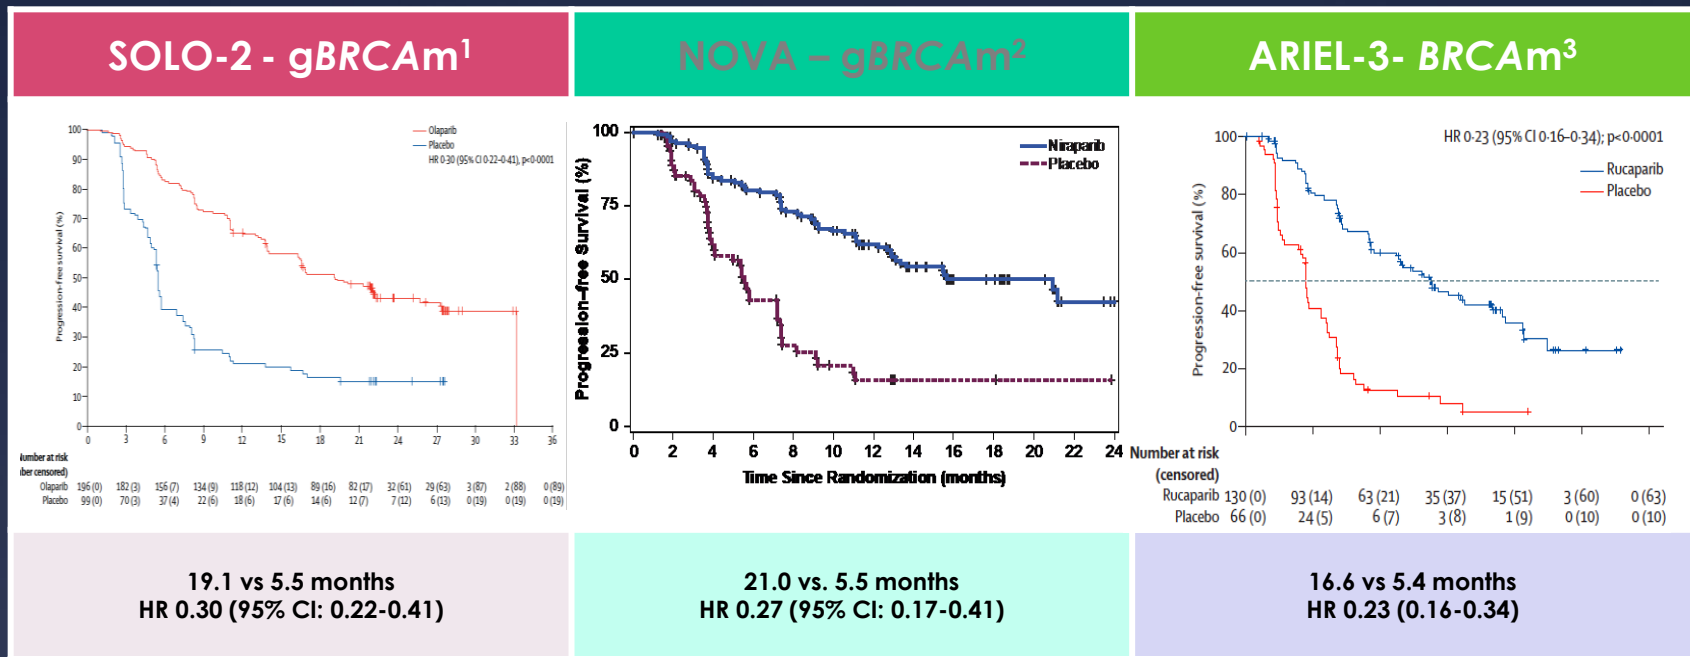 SOLO-2 - gBRCAm¹
NOVA – gBRCAm²
ARIEL-3- BRCAm³
100
90
80
70
60
50
40
30
20
10
0
Progression-free survival (%)
Olaparib
Placebo
HR 0·30 (95% CI 0·22–0·41), p<0·0001
0 3 6 9 12 15 18 21 24 27 30 33 36
Number at risk
ber censored)
Olaparib 196 (0) 182 (3) 156 (7) 134 (9) 118 (12) 104 (13) 89 (16) 82 (17) 32 (61) 29 (63) 3 (87) 2 (88) 0 (89)
Placebo 99 (0) 70 (3) 37 (4) 22 (6) 18 (6) 17 (6) 14 (6) 12 (7) 7 (12) 6 (13) 0 (19) 0 (19) 0 (19)
100
75
50
25
0
Progression–free Survival (%)
Niraparib
Placebo
0 2 4 6 8 10 12 14 16 18 20 22 24
Time Since Randomization (months)
HR 0·23 (95% CI 0·16–0·34); p<0·0001
Rucaparib
Placebo
100
80
60
40
20
0
Progression-free survival (%)
Number at risk
(censored)
Rucaparib 130 (0) 93 (14) 63 (21) 35 (37) 15 (51) 3 (60) 0 (63)
Placebo 66 (0) 24 (5) 6 (7) 3 (8) 1 (9) 0 (10) 0 (10)
19.1 vs 5.5 months
HR 0.30 (95% CI: 0.22-0.41)
21.0 vs. 5.5 months
HR 0.27 (95% CI: 0.17-0.41)
16.6 vs 5.4 months
HR 0.23 (0.16-0.34)